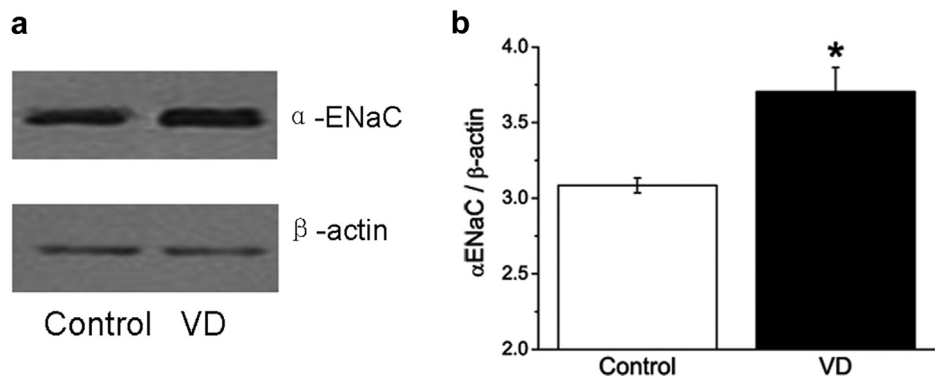 a
α-ENaC
β-actin
Control VD
b
αENaC / β-actin
4.0
3.5
3.0
2.5
2.0
*
Control VD